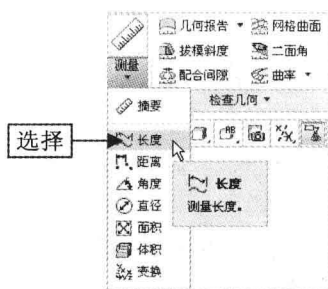 几何报告 网格曲面
拔模斜度 二面角
测量 配合间隙 曲率
检查几何
摘要
选择
长度
距离
角度
长度
直径
测量长度。
面积
体积
变换